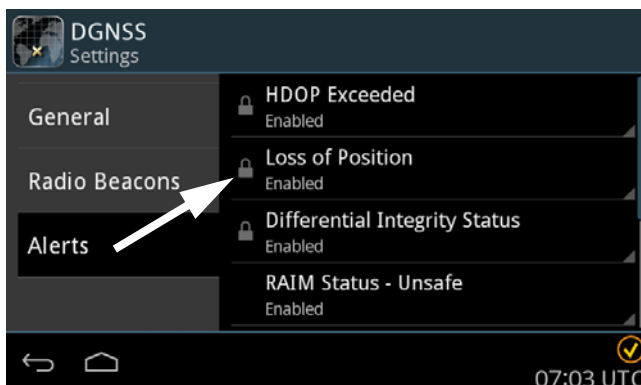 DGNSS
Settings
General
Radio Beacons
Alerts
HDOP Exceeded
Enabled
Loss of Position
Enabled
Differential Integrity Status
Enabled
RAIM Status - Unsafe
Enabled
07:03 UTC